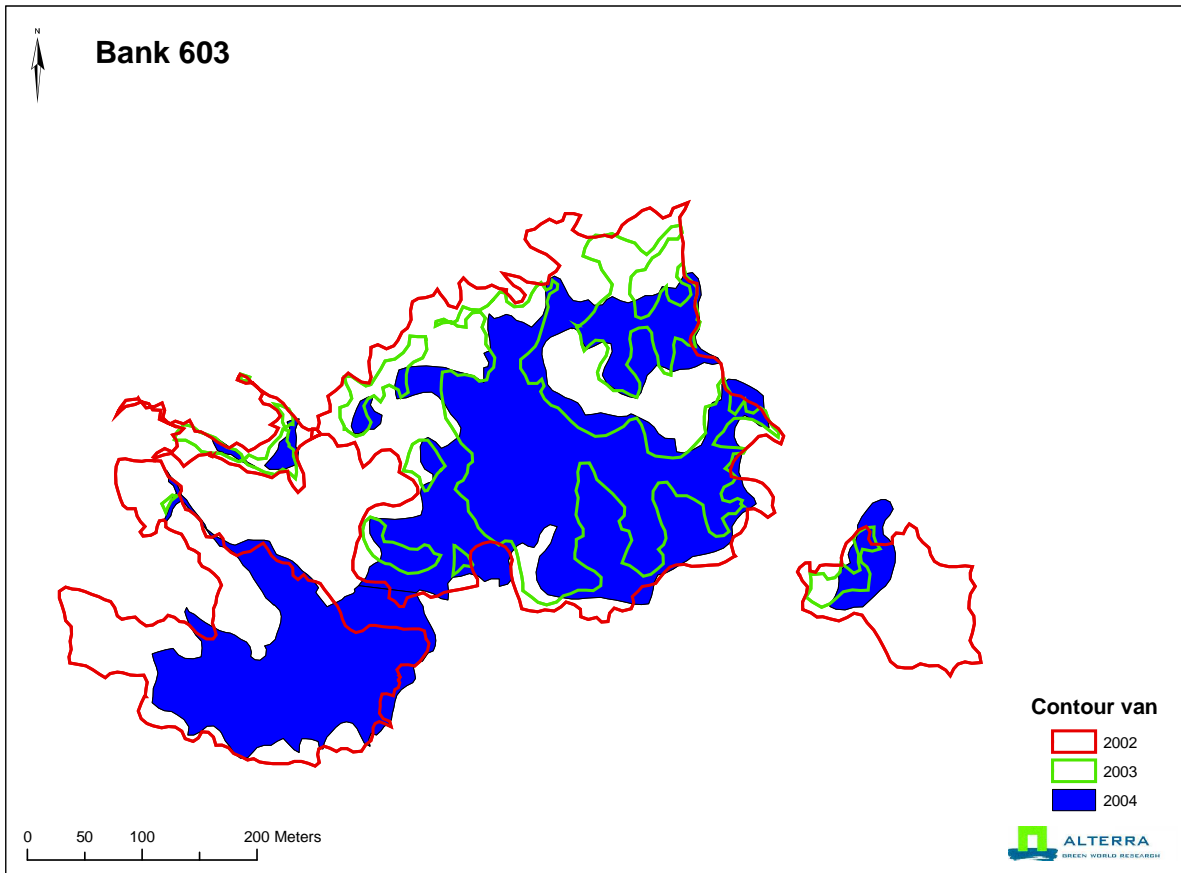 N
Bank 603
Contour van
2002
2003
2004
0 50 100 200 Meters
ALTERRA
GREEN WORLD RESEARCH